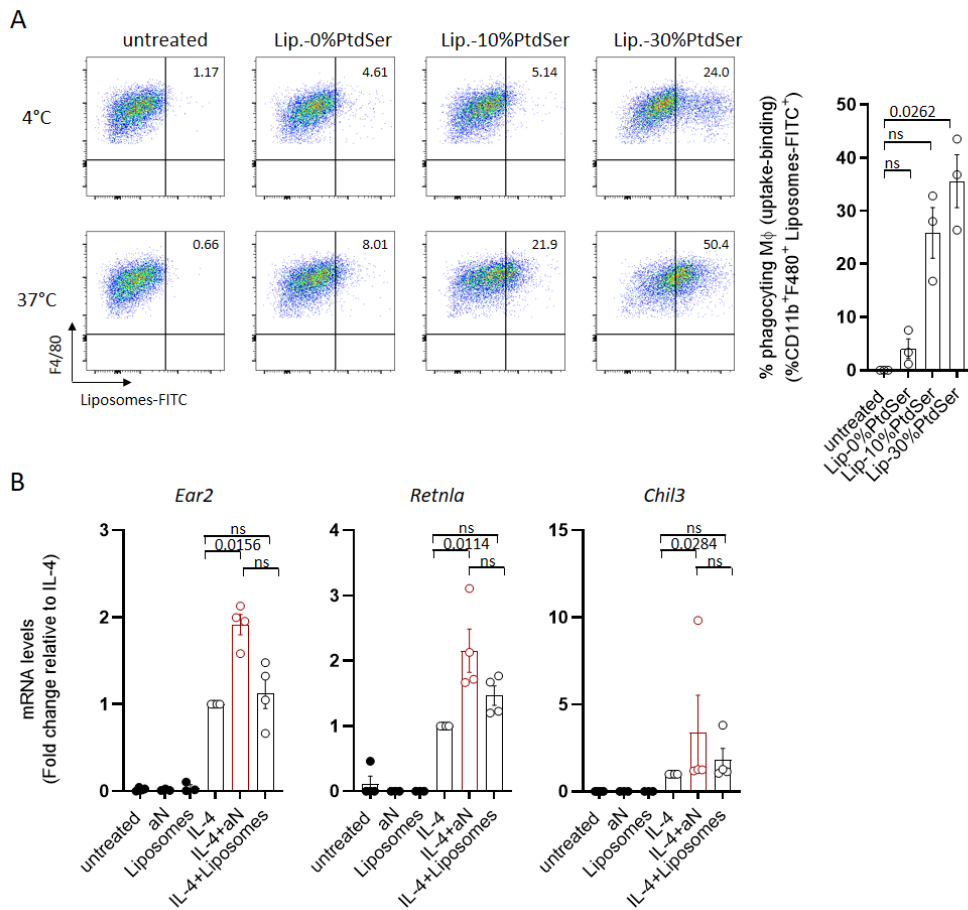 A
untreated
Lip.-0%PtdSer
Lip.-10%PtdSer
Lip.-30%PtdSer
4°C
1.17
4.61
5.14
24.0
37°C
0.66
8.01
21.9
50.4
F4/80
Liposomes-FITC
% phagocyting Mϕ (uptake-binding)
(%CD11b+F480+ Liposomes-FITC+)
50
40
30
20
10
0
0.0262
ns
ns
untreated
Lip-0%PtdSer
Lip-10%PtdSer
Lip-30%PtdSer
B
mRNA levels
(Fold change relative to IL-4)
Ear2
3
2
1
0
ns
0.0156
ns
untreated
aN
Liposomes
IL-4
IL-4+aN
IL-4+Liposomes
Retnla
4
3
2
1
0
ns
0.0114
ns
untreated
aN
Liposomes
IL-4
IL-4+aN
IL-4+Liposomes
Chil3
15
10
5
0
ns
0.0284
ns
untreated
aN
Liposomes
IL-4
IL-4+aN
IL-4+Liposomes